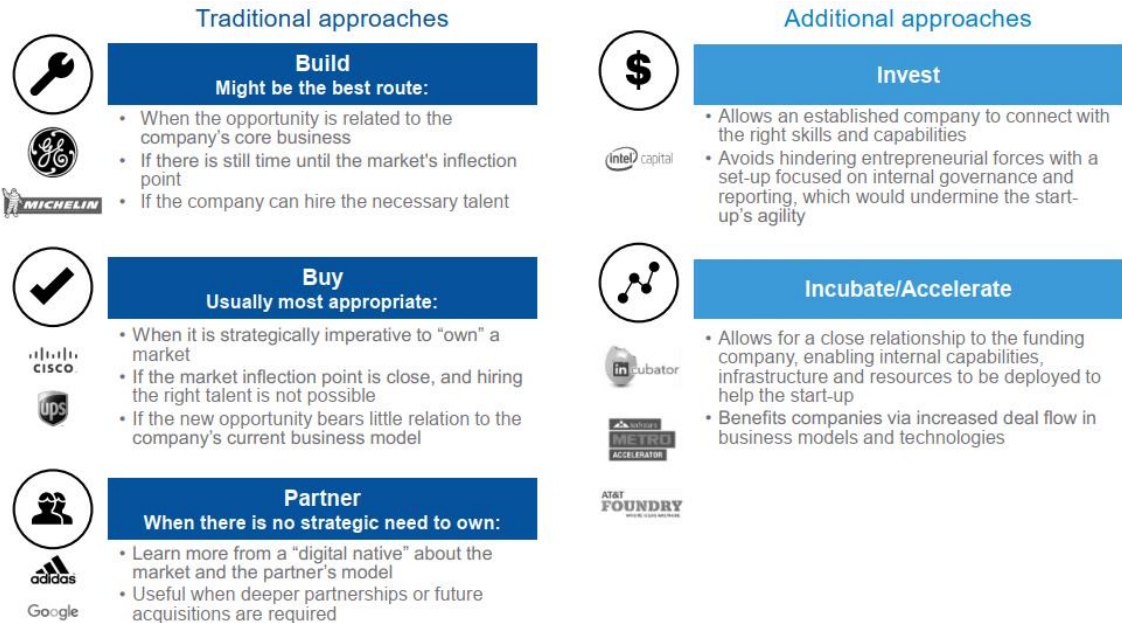 Traditional approaches
Build
Might be the best route:
GE
MICHELIN
• When the opportunity is related to the
company's core business
• If there is still time until the market's inflection
point
• If the company can hire the necessary talent
Buy
Usually most appropriate:
CISCO
ups
• When it is strategically imperative to “own” a
market
• If the market inflection point is close, and hiring
the right talent is not possible
• If the new opportunity bears little relation to the
company's current business model
Partner
When there is no strategic need to own:
adidas
Google
• Learn more from a “digital native” about the
market and the partner's model
• Useful when deeper partnerships or future
acquisitions are required
Additional approaches
$
Invest
intel capital
• Allows an established company to connect with
the right skills and capabilities
• Avoids hindering entrepreneurial forces with a
set-up focused on internal governance and
reporting, which would undermine the start-
up's agility
Incubate/Accelerate
incubator
METRO
ACCELERATOR
AT&T
FOUNDRY
• Allows for a close relationship to the funding
company, enabling internal capabilities,
infrastructure and resources to be deployed to
help the start-up
• Benefits companies via increased deal flow in
business models and technologies